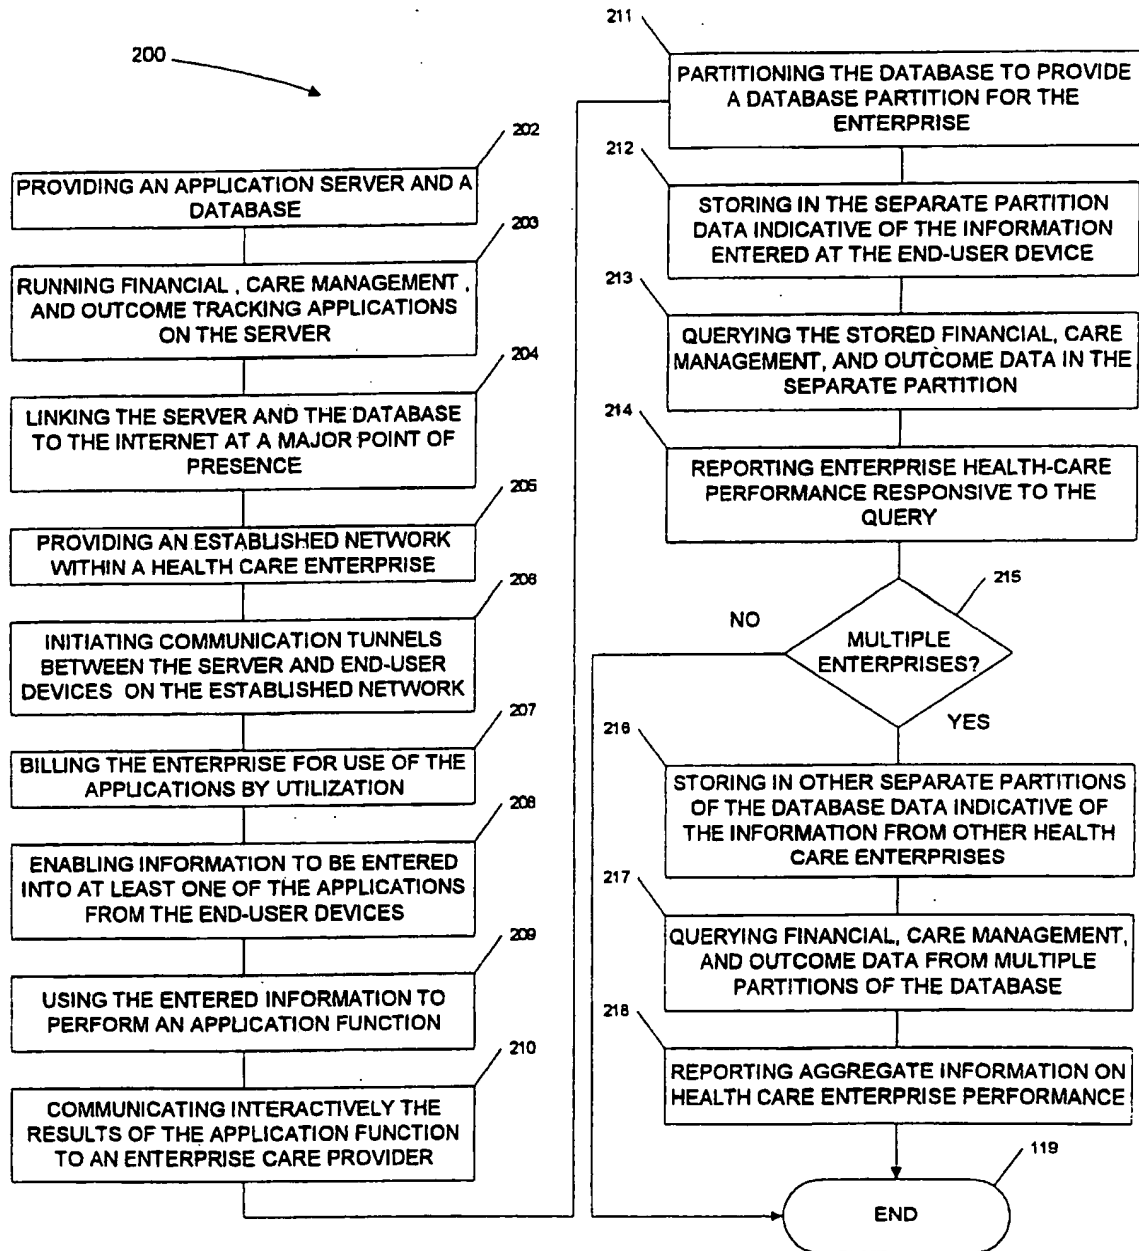 200
202
PROVIDING AN APPLICATION SERVER AND A
DATABASE
203
RUNNING FINANCIAL , CARE MANAGEMENT ,
AND OUTCOME TRACKING APPLICATIONS
ON THE SERVER
204
LINKING THE SERVER AND THE DATABASE
TO THE INTERNET AT A MAJOR POINT OF
PRESENCE
205
PROVIDING AN ESTABLISHED NETWORK
WITHIN A HEALTH CARE ENTERPRISE
206
INITIATING COMMUNICATION TUNNELS
BETWEEN THE SERVER AND END-USER
DEVICES ON THE ESTABLISHED NETWORK
207
BILLING THE ENTERPRISE FOR USE OF THE
APPLICATIONS BY UTILIZATION
208
ENABLING INFORMATION TO BE ENTERED
INTO AT LEAST ONE OF THE APPLICATIONS
FROM THE END-USER DEVICES
209
USING THE ENTERED INFORMATION TO
PERFORM AN APPLICATION FUNCTION
210
COMMUNICATING INTERACTIVELY THE
RESULTS OF THE APPLICATION FUNCTION
TO AN ENTERPRISE CARE PROVIDER
211
PARTITIONING THE DATABASE TO PROVIDE
A DATABASE PARTITION FOR THE
ENTERPRISE
212
STORING IN THE SEPARATE PARTITION
DATA INDICATIVE OF THE INFORMATION
ENTERED AT THE END-USER DEVICE
213
QUERYING THE STORED FINANCIAL, CARE
MANAGEMENT, AND OUTCOME DATA IN THE
SEPARATE PARTITION
214
REPORTING ENTERPRISE HEALTH-CARE
PERFORMANCE RESPONSIVE TO THE
QUERY
215
NO
MULTIPLE
ENTERPRISES?
YES
216
STORING IN OTHER SEPARATE PARTITIONS
OF THE DATABASE DATA INDICATIVE OF
THE INFORMATION FROM OTHER HEALTH
CARE ENTERPRISES
217
QUERYING FINANCIAL, CARE MANAGEMENT,
AND OUTCOME DATA FROM MULTIPLE
PARTITIONS OF THE DATABASE
218
REPORTING AGGREGATE INFORMATION ON
HEALTH CARE ENTERPRISE PERFORMANCE
119
END